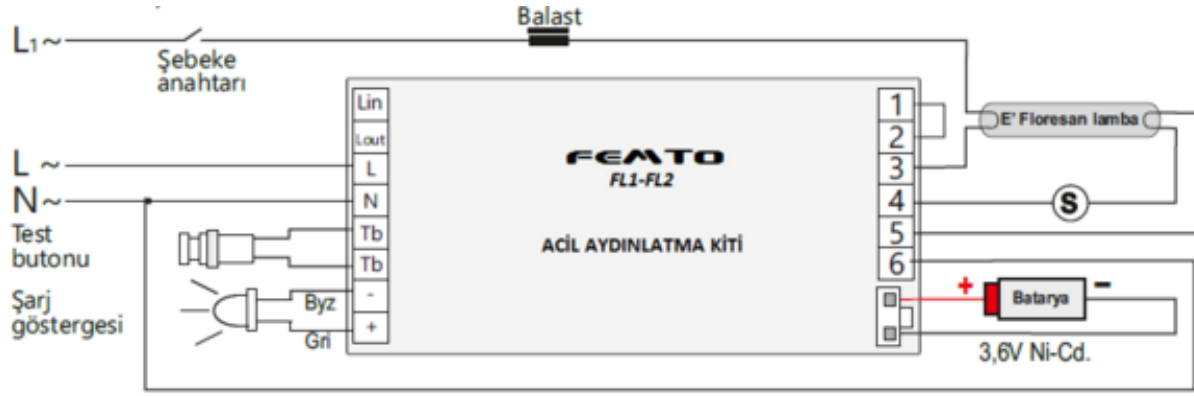 Balast
L1~
Şebeke
anahtarı
Lin
Lout
L
N
Tb
Tb
-
+
L ~
N~
Test
butonu
Şarj
göstergesi
Byz
Gri
FEMTO
FL1-FL2
ACİL AYDINLATMA KİTİ
1
2
3
4
5
6
E' Floresan lamba
S
+
Batarya
-
3,6V Ni-Cd.